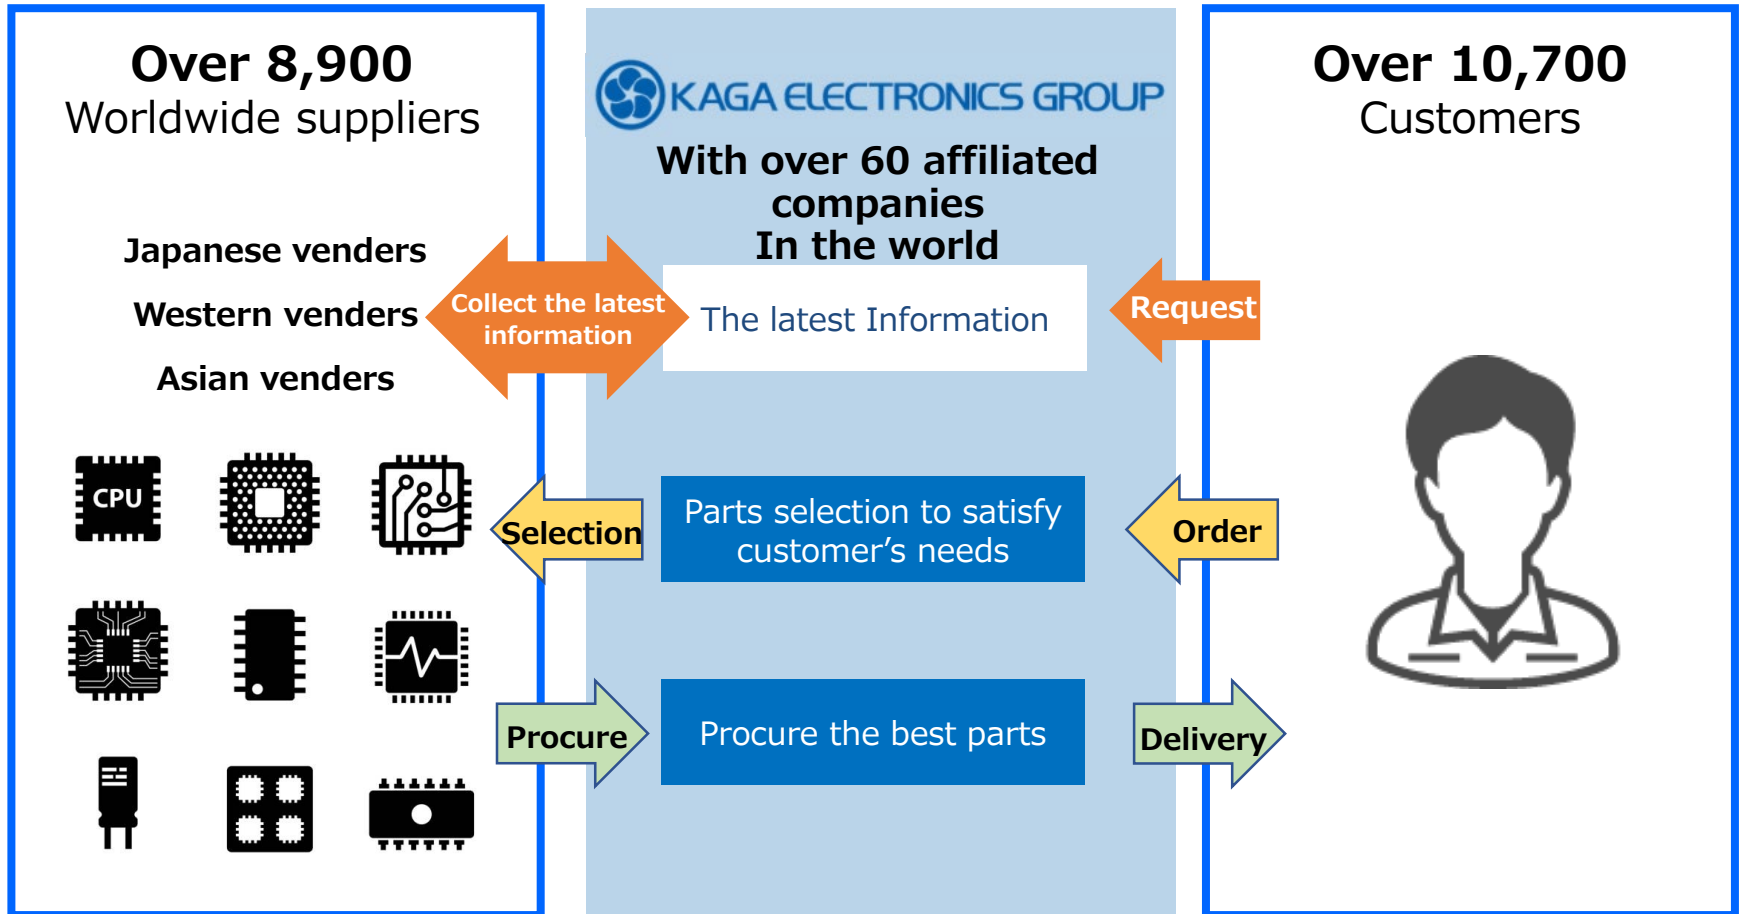 Over 8,900
Worldwide suppliers
Japanese venders
Western venders
Asian venders
CPU
Collect the latest
information
Selection
Procure
KAGA ELECTRONICS GROUP
With over 60 affiliated
companies
In the world
The latest Information
Parts selection to satisfy
customer’s needs
Procure the best parts
Request
Order
Delivery
Over 10,700
Customers